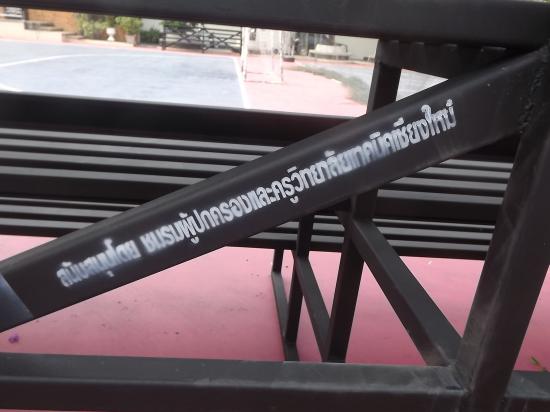 สนับสนุนโดย ชมรมผู้ปกครองและครูวิทยาลัยเทคนิคเชียงใหม่